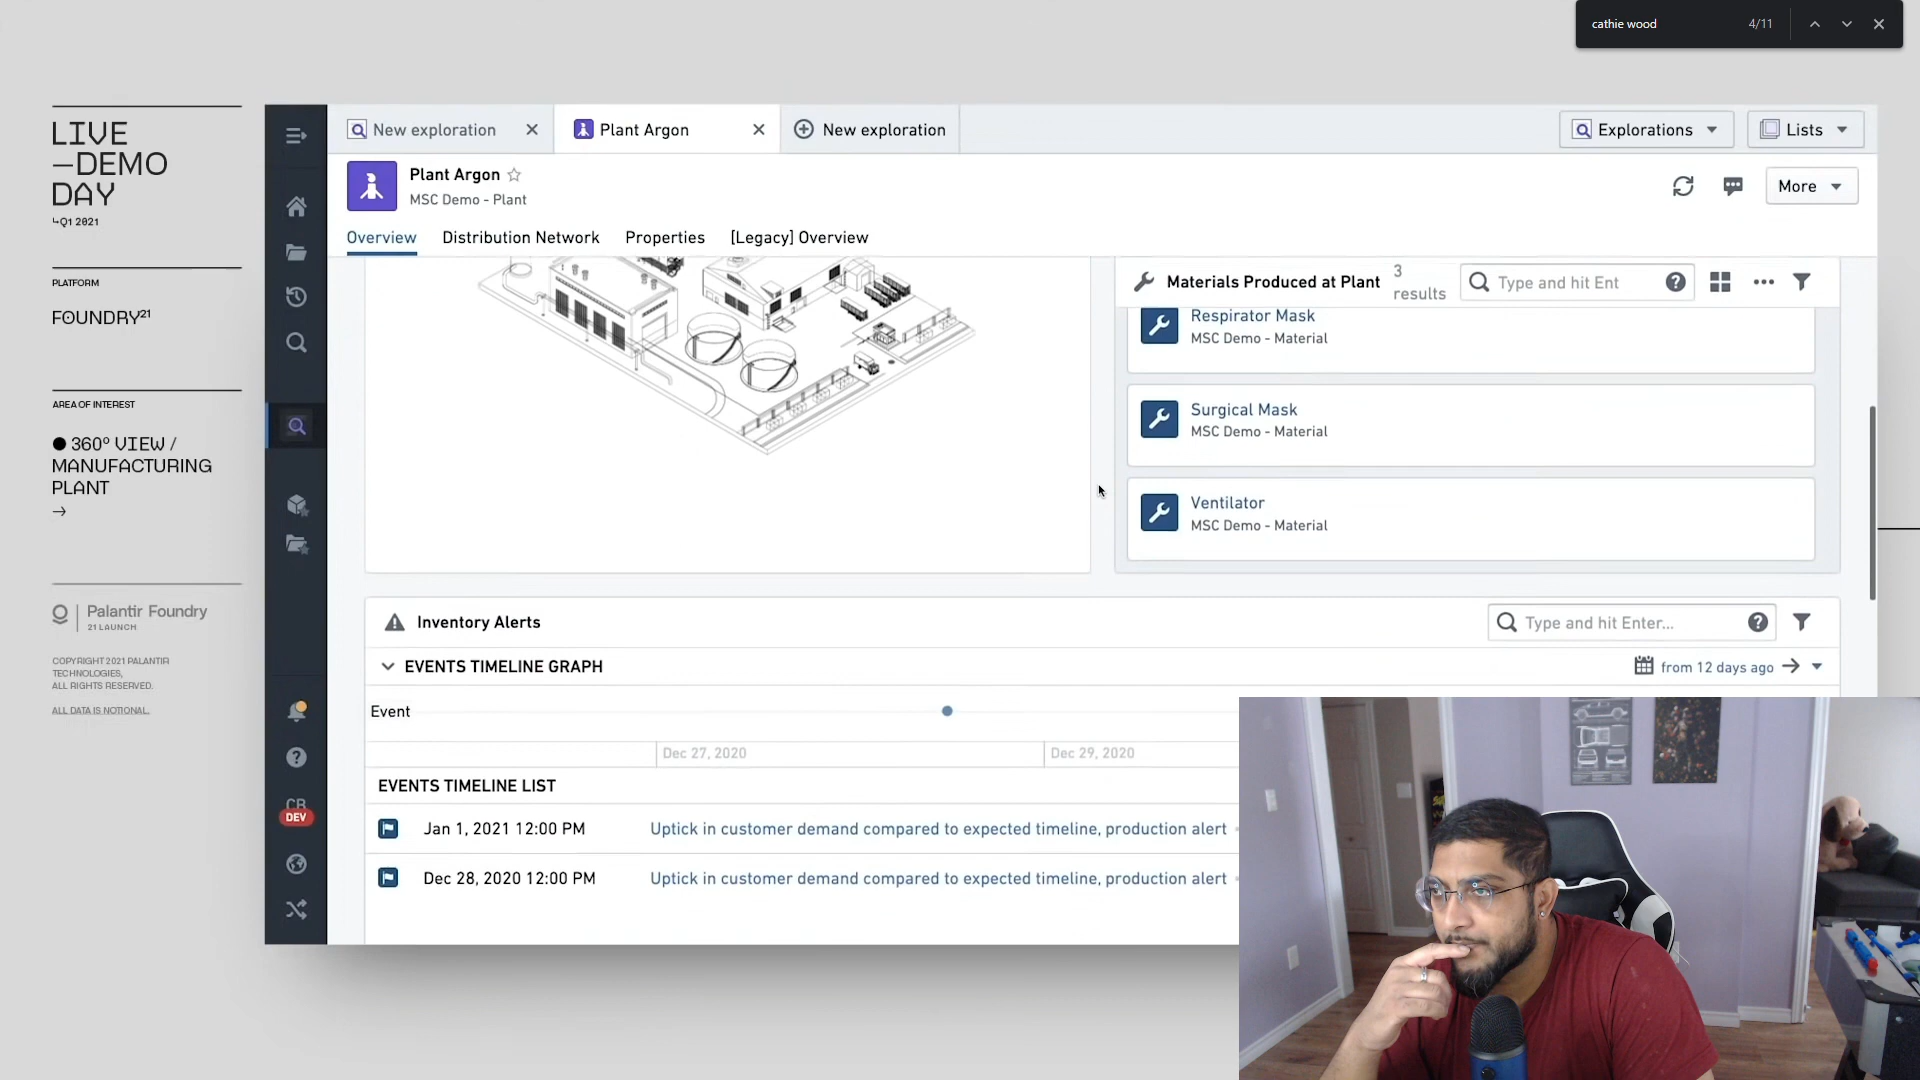 cathie wood 4/11
LIVE
—DEMO
DAY
↳Q1 2021
PLATFORM
FOUNDRY21
AREA OF INTEREST
● 360º VIEW /
MANUFACTURING
PLANT
→
Palantir Foundry
21 LAUNCH
COPYRIGHT 2021 PALANTIR
TECHNOLOGIES,
ALL RIGHTS RESERVED.
ALL DATA IS NOTIONAL.
CB
DEV
New exploration
Plant Argon
New exploration
Explorations
Lists
Plant Argon
MSC Demo - Plant
More
Overview Distribution Network Properties [Legacy] Overview
Materials Produced at Plant
3
results
Type and hit Ent
Respirator Mask
MSC Demo - Material
Surgical Mask
MSC Demo - Material
Ventilator
MSC Demo - Material
Inventory Alerts
Type and hit Enter...
EVENTS TIMELINE GRAPH
from 12 days ago →
Event
Dec 27, 2020 Dec 29, 2020
EVENTS TIMELINE LIST
Jan 1, 2021 12:00 PM Uptick in customer demand compared to expected timeline, production alert
Dec 28, 2020 12:00 PM Uptick in customer demand compared to expected timeline, production alert